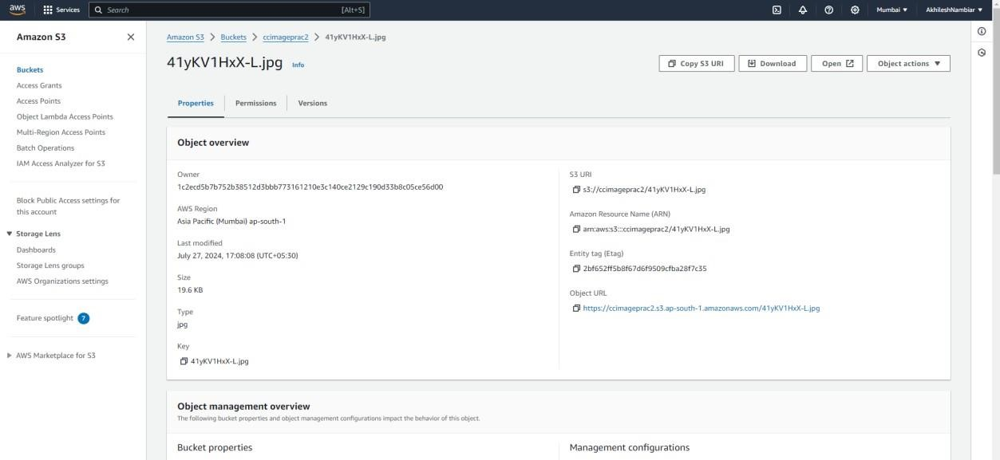 aws Services Search [Alt+S] Mumbai ▼ AkhileshNambiar ▼
Amazon S3
Buckets
Access Grants
Access Points
Object Lambda Access Points
Multi-Region Access Points
Batch Operations
IAM Access Analyzer for S3
Block Public Access settings for
this account
▼ Storage Lens
Dashboards
Storage Lens groups
AWS Organizations settings
Feature spotlight 7
▶ AWS Marketplace for S3
Amazon S3 > Buckets > ccimageprac2 > 41yKV1HxX-L.jpg
41yKV1HxX-L.jpg Info
Copy S3 URI Download Open Object actions ▼
Properties Permissions Versions
Object overview
Owner
1c2ecd5b7b752b38512d3bbb773161210e3c140ce2129c190d33b8c05ce56d00
AWS Region
Asia Pacific (Mumbai) ap-south-1
Last modified
July 27, 2024, 17:08:08 (UTC+05:30)
Size
19.6 KB
Type
jpg
Key
41yKV1HxX-L.jpg
S3 URI
s3://ccimageprac2/41yKV1HxX-L.jpg
Amazon Resource Name (ARN)
arn:aws:s3:::ccimageprac2/41yKV1HxX-L.jpg
Entity tag (Etag)
2bf652ff5b8f67d6f9509cfba28f7c35
Object URL
https://ccimageprac2.s3.ap-south-1.amazonaws.com/41yKV1HxX-L.jpg
Object management overview
The following bucket properties and object management configurations impact the behavior of this object.
Bucket properties
Management configurations